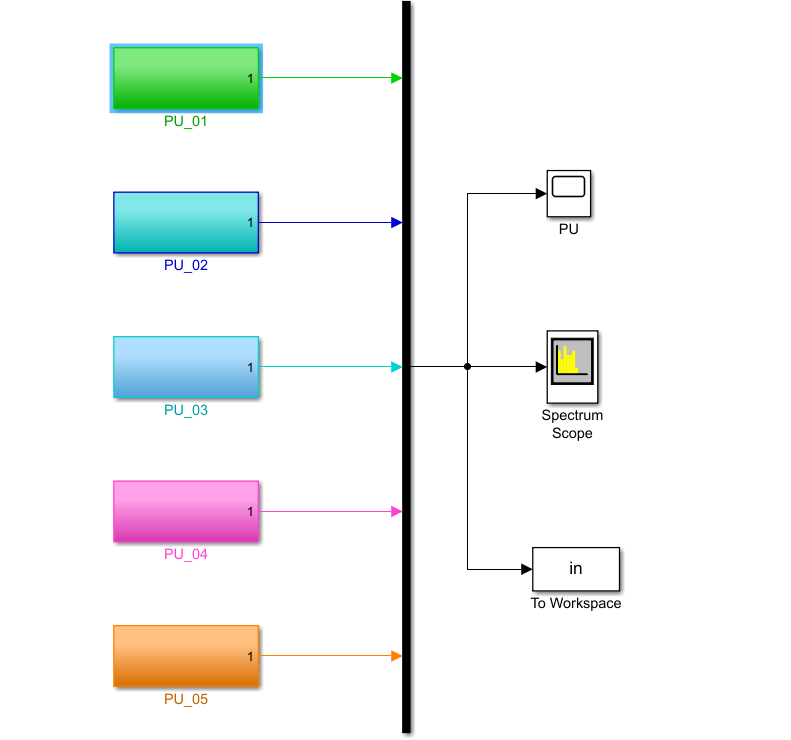 1
PU_01
1
PU_02
1
PU_03
1
PU_04
1
PU_05
PU
Spectrum
Scope
in
To Workspace